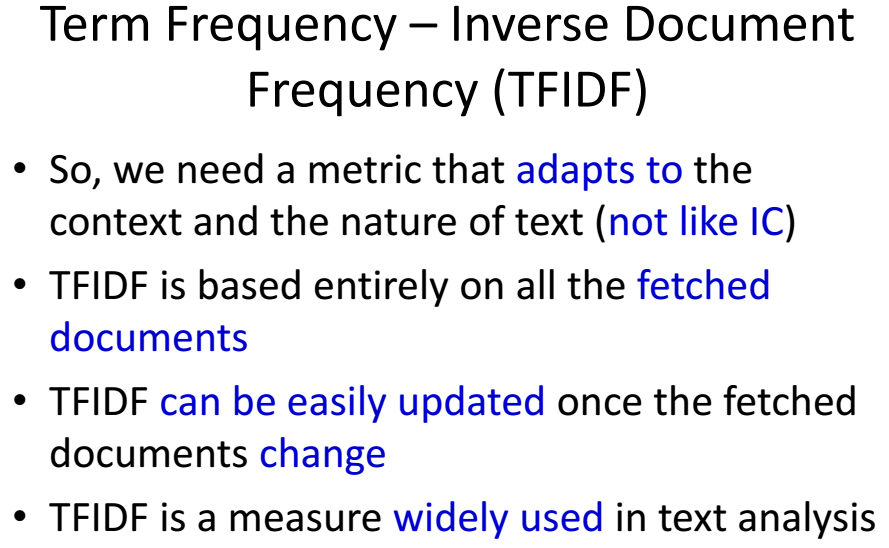 Term Frequency – Inverse Document
Frequency (TFIDF)
• So, we need a metric that adapts to the
context and the nature of text (not like IC)
• TFIDF is based entirely on all the fetched
documents
• TFIDF can be easily updated once the fetched
documents change
• TFIDF is a measure widely used in text analysis